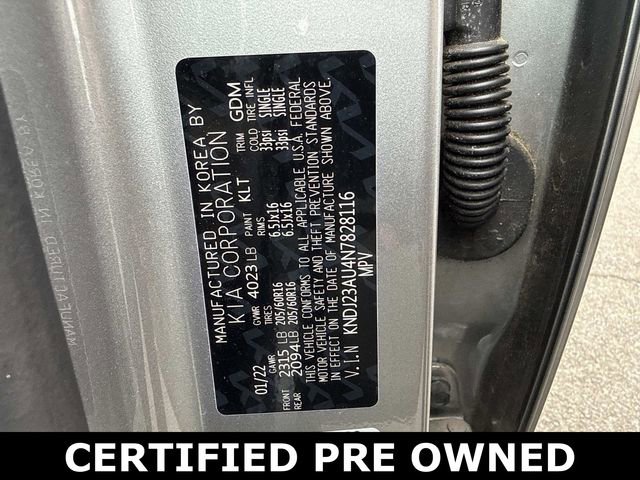 MANUFACTURED IN KOREA BY
KIA CORPORATION GDM
01/22 GVWR 4023 LB PAINT KLT TRIM
GAWR TIRES RIMS COLD TIRE INFL
FRONT 2315 LB 205/60R16 6.5Jx16 33psi SINGLE
REAR 2094 LB 205/60R16 6.5Jx16 33psi SINGLE
THIS VEHICLE CONFORMS TO ALL APPLICABLE U.S.A. FEDERAL
MOTOR VEHICLE SAFETY AND THEFT PREVENTION STANDARDS
IN EFFECT ON THE DATE OF MANUFACTURE SHOWN ABOVE.
V.I.N KNDJ23AU4N7828116
MPV
CERTIFIED PRE OWNED